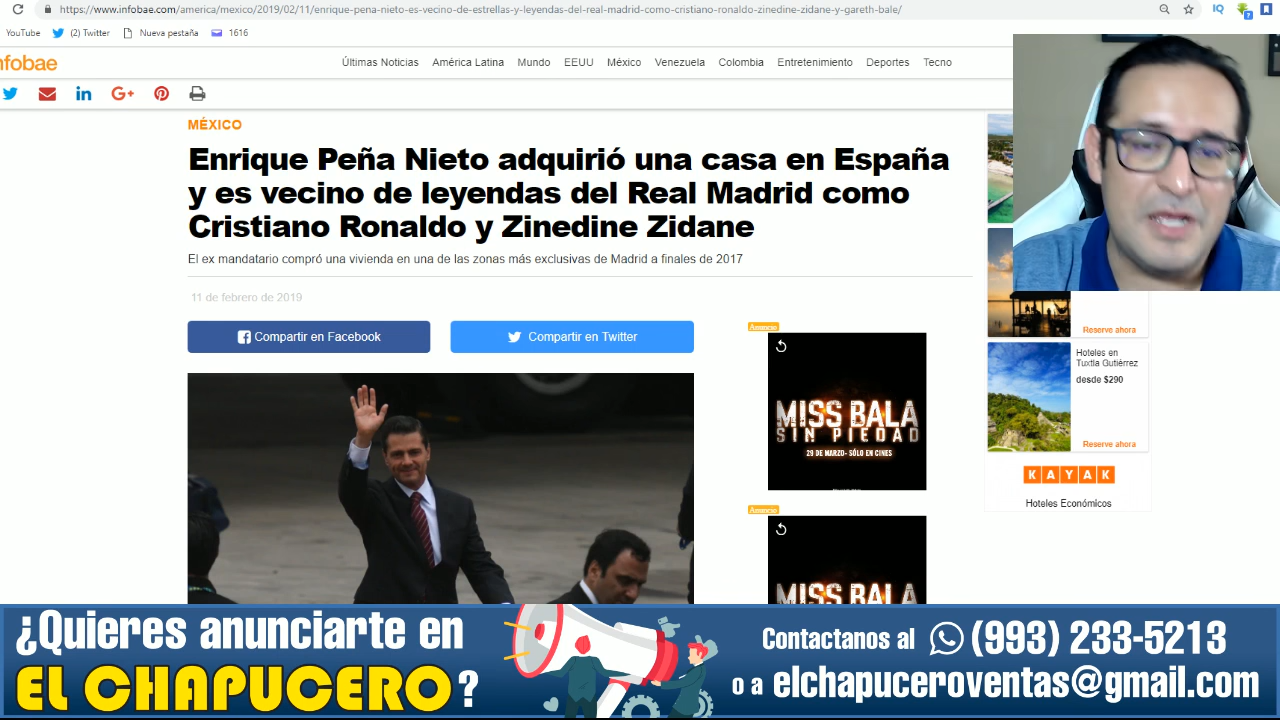 https://www.infobae.com/america/mexico/2019/02/11/enrique-pena-nieto-es-vecino-de-estrellas-y-leyendas-del-real-madrid-como-cristiano-ronaldo-zinedine-zidane-y-gareth-bale/
YouTube (2) Twitter Nueva pestaña 1616
nfobae
Últimas Noticias América Latina Mundo EEUU México Venezuela Colombia Entretenimiento Deportes Tecno
MÉXICO
Enrique Peña Nieto adquirió una casa en España
y es vecino de leyendas del Real Madrid como
Cristiano Ronaldo y Zinedine Zidane
El ex mandatario compró una vivienda en una de las zonas más exclusivas de Madrid a finales de 2017
11 de febrero de 2019
Compartir en Facebook
Compartir en Twitter
Anuncio
MISS BALA
SIN PIEDAD
29 DE MARZO- SÓLO EN CINES
Anuncio
MISS BALA
Reserve ahora
Hoteles en
Tuxtla Gutiérrez
desde $290
Reserve ahora
KAYAK
Hoteles Económicos
¿Quieres anunciarte en
EL CHAPUCERO?
Contactanos al (993) 233-5213
o a elchapuceroventas@gmail.com